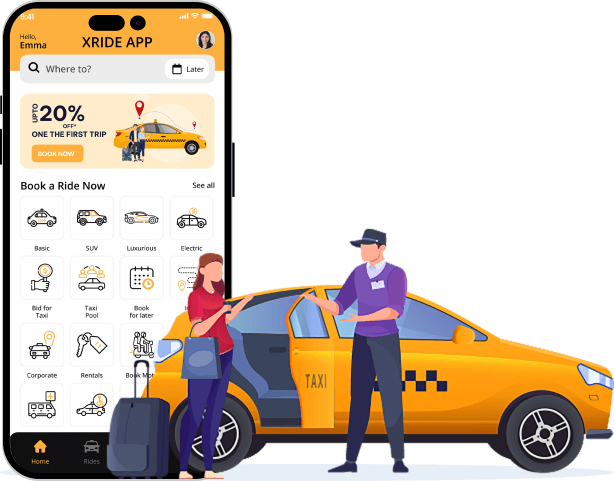 9:41
Hello,
Emma
XRIDE APP
Where to?
Later
UPTO
20%
OFF*
ONE THE FIRST TRIP
BOOK NOW
Book a Ride Now
See all
Basic
SUV
Luxurious
Electric
Bid for
Taxi
Taxi
Pool
Book
for later
Corporate
Rentals
Book Mot
Home
Rides
TAXI